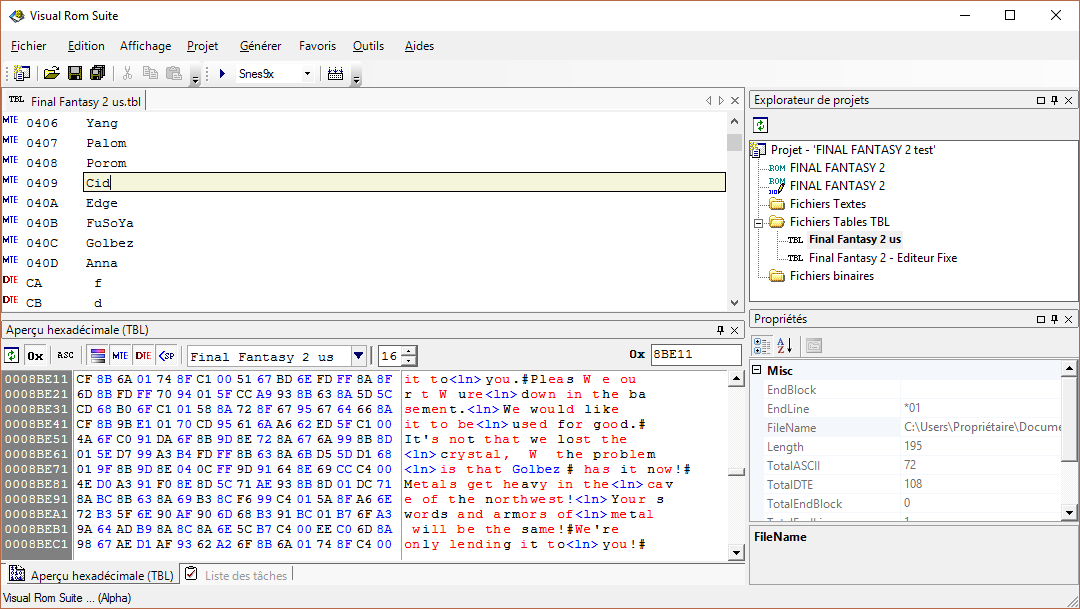 Visual Rom Suite
Fichier Edition Affichage Projet Générer Favoris Outils Aides
Snes9x
TBL Final Fantasy 2 us.tbl
MTE 0406 Yang
MTE 0407 Palom
MTE 0408 Porom
MTE 0409 Cid
MTE 040A Edge
MTE 040B FuSoYa
MTE 040C Golbez
MTE 040D Anna
DTE CA f
DTE CB d
Aperçu hexadécimale (TBL)
0x ASC MTE DTE <SP Final Fantasy 2 us 16 0x 8BE11
0008BE11 CF 8B 6A 01 74 8F C1 00 51 67 BD 6E FD FF 8A 8F it to<ln>you.#Pleas W e ou
0008BE21 6D 8B FD FF 70 94 01 5F CC A9 93 8B 63 8A 5D 5C r t W ure<ln>down in the ba
0008BE31 CD 68 B0 6F C1 01 58 8A 72 8F 67 95 67 64 66 8A sement.<ln>We would like
0008BE41 CF 8B 9B E1 01 70 CD 95 61 6A A6 62 ED 5F C1 00 it to be<ln>used for good.#
0008BE51 4A 6F C0 91 DA 6F 8B 9D 8E 72 8A 67 6A 99 8B 8D It's not that we lost the
0008BE61 01 5E D7 99 A3 B4 FD FF 8B 63 8A 6B D5 5D D1 68 <ln>crystal, W the problem
0008BE71 01 9F 8B 9D 8E 04 0C FF 9D 91 64 8E 69 CC C4 00 <ln>is that Golbez# has it now!#
0008BE81 4E D0 A3 91 F0 8E 8D 5C 71 AE 93 8B 8D 01 DC 71 Metals get heavy in the<ln>cav
0008BE91 8A BC 8B 63 8A 69 B3 8C F6 99 C4 01 5A 8F A6 6E e of the northwest!<ln>Your s
0008BEA1 72 B3 5F 6E 90 AF 90 6D 68 B3 91 BC 01 B7 6F A3 words and armors of<ln>metal
0008BEB1 9A 64 AD B9 8A 8C 8A 6E 5C B7 C4 00 EE C0 6D 8A will be the same!#We're
0008BEC1 98 67 AE D1 AF 93 62 A2 6F 8B 6A 01 74 8F C4 00 only lending it to<ln>you!#
Aperçu hexadécimale (TBL) Liste des tâches
Visual Rom Suite ... (Alpha)
Explorateur de projets
Projet - 'FINAL FANTASY 2 test'
ROM FINAL FANTASY 2
ROM FINAL FANTASY 2
Fichiers Textes
Fichiers Tables TBL
TBL Final Fantasy 2 us
TBL Final Fantasy 2 - Editeur Fixe
Fichiers binaires
Propriétés
Misc
EndBlock
EndLine *01
FileName C:\Users\Propriétaire\Docume
Length 195
TotalASCII 72
TotalDTE 108
TotalEndBlock 0
TotalEndLine 1
FileName